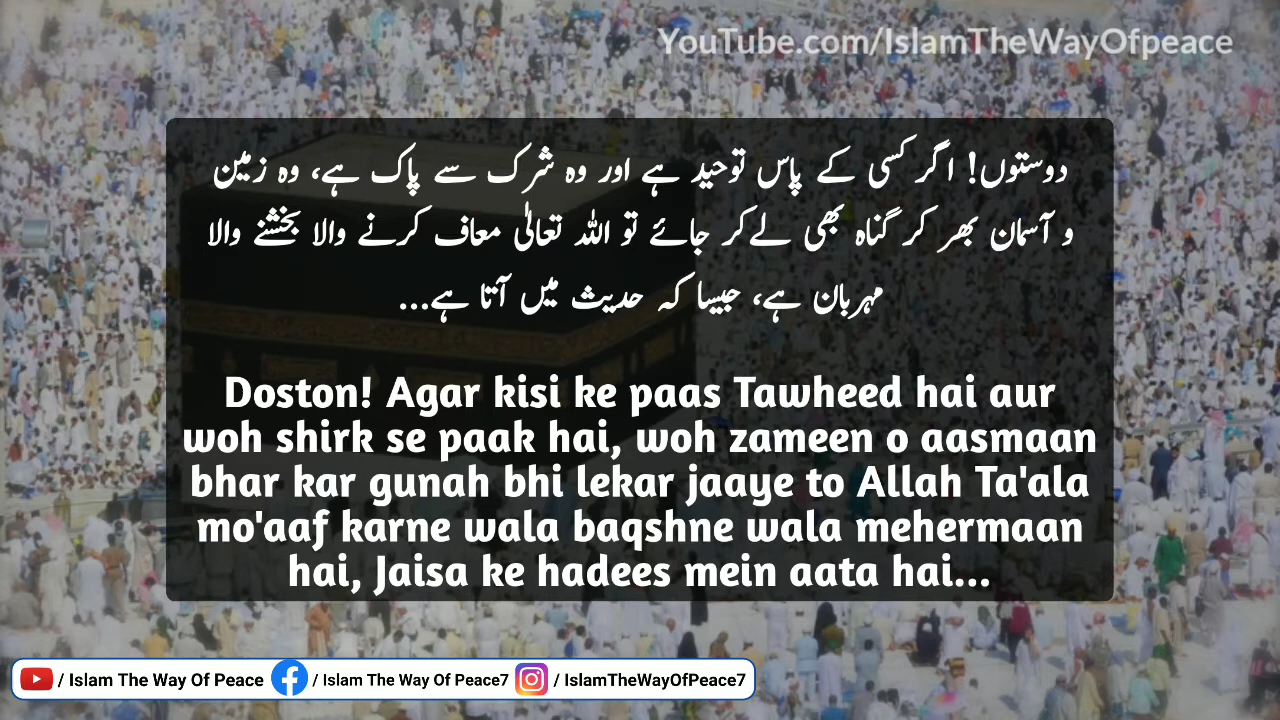 YouTube.com/IslamTheWayOfpeace
دوستوں! اگر کسی کے پاس توحید ہے اور وہ شرک سے پاک ہے، وہ زمین
و آسمان بھر کر گناہ بھی لےکر جائے تو اللہ تعالٰی معاف کرنے والا بخشنے والا
مہربان ہے، جیسا کہ حدیث میں آتا ہے...
Doston! Agar kisi ke paas Tawheed hai aur
woh shirk se paak hai, woh zameen o aasmaan
bhar kar gunah bhi lekar jaaye to Allah Ta'ala
mo'aaf karne wala baqshne wala mehermaan
hai, Jaisa ke hadees mein aata hai...
/ Islam The Way Of Peace / Islam The Way Of Peace7 / IslamTheWayOfPeace7